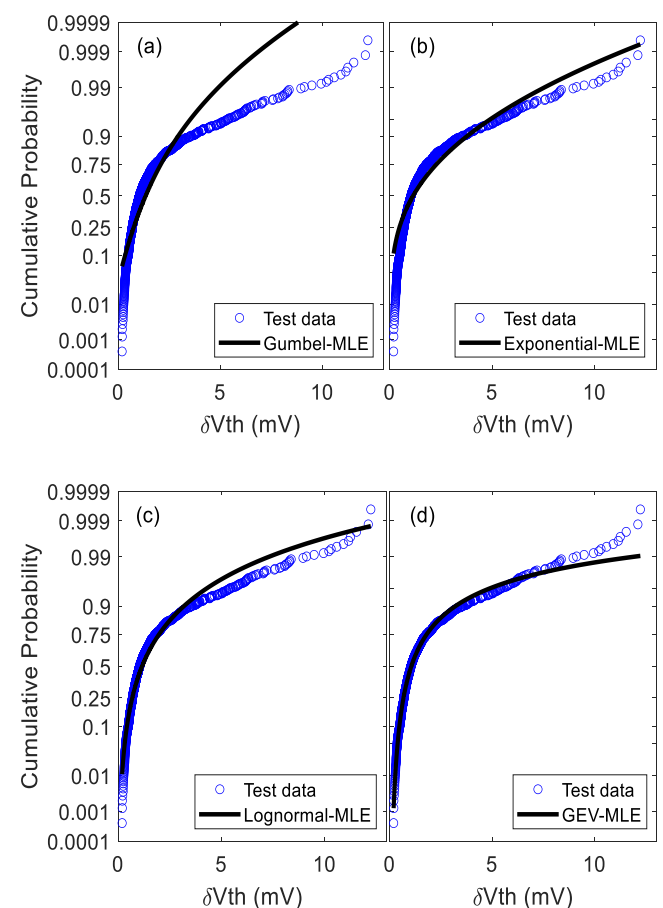 0.9999
0.999
0.99
0.9
0.75
0.5
0.25
0.1
0.01
0.001
0.0001
Cumulative Probability
(a)
Test data
Gumbel-MLE
0 5 10
δVth (mV)
(b)
Test data
Exponential-MLE
0 5 10
δVth (mV)
0.9999
0.999
0.99
0.9
0.75
0.5
0.25
0.1
0.01
0.001
0.0001
Cumulative Probability
(c)
Test data
Lognormal-MLE
0 5 10
δVth (mV)
(d)
Test data
GEV-MLE
0 5 10
δVth (mV)